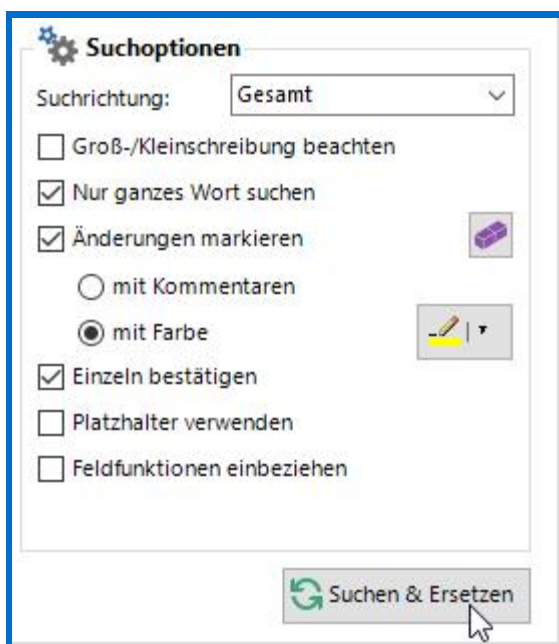 Suchoptionen
Suchrichtung: Gesamt
Groß-/Kleinschreibung beachten
Nur ganzes Wort suchen
Änderungen markieren
mit Kommentaren
mit Farbe
Einzeln bestätigen
Platzhalter verwenden
Feldfunktionen einbeziehen
Suchen & Ersetzen